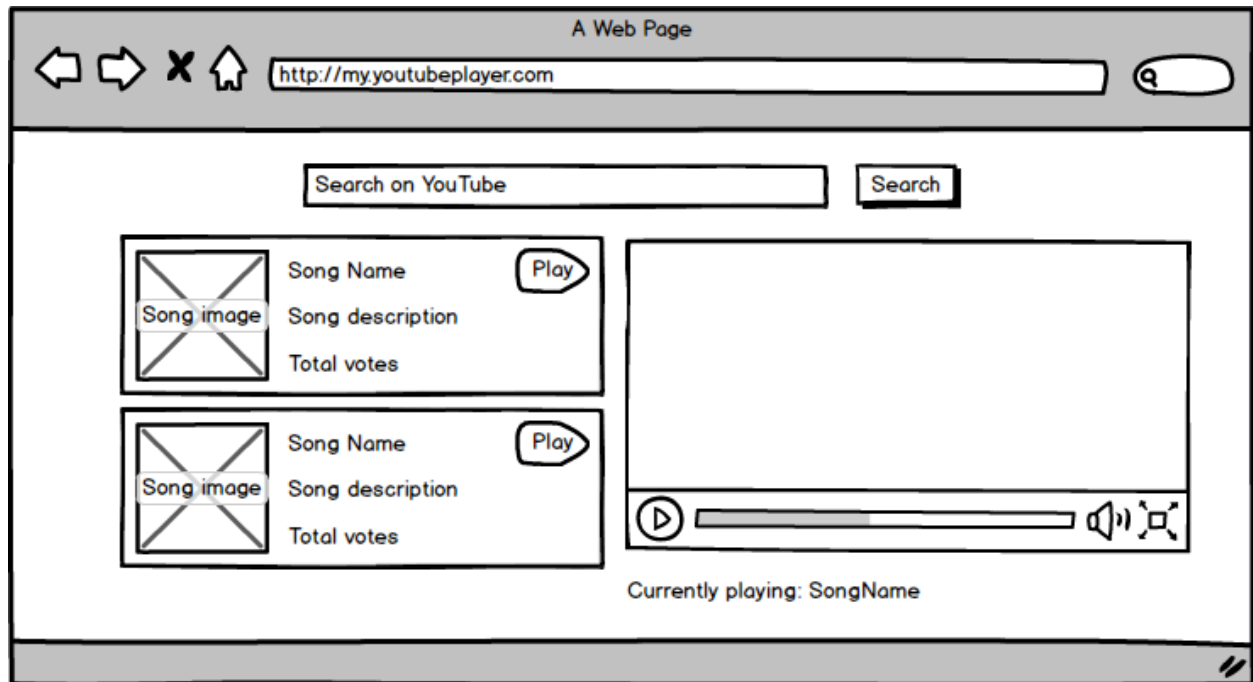 A Web Page
http://my.youtubeplayer.com
Search on YouTube
Search
Song image
Song Name
Play
Song description
Total votes
Song image
Song Name
Play
Song description
Total votes
Currently playing: SongName